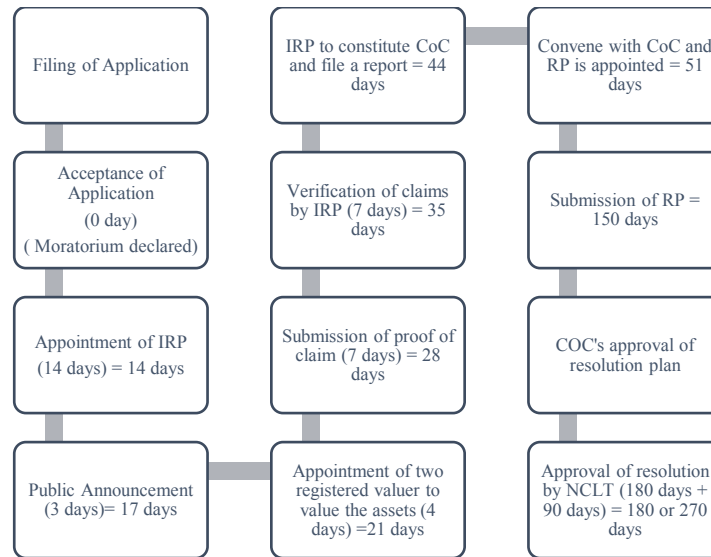 Filing of Application
Acceptance of
Application
(0 day)
( Moratorium declared)
Appointment of IRP
(14 days) = 14 days
Public Announcement
(3 days)= 17 days
Appointment of two
registered valuer to
value the assets (4
days) =21 days
Submission of proof of
claim (7 days) = 28
days
Verification of claims
by IRP (7 days) = 35
days
IRP to constitute CoC
and file a report = 44
days
Convene with CoC and
RP is appointed = 51
days
Submission of RP =
150 days
COC's approval of
resolution plan
Approval of resolution
by NCLT (180 days +
90 days) = 180 or 270
days